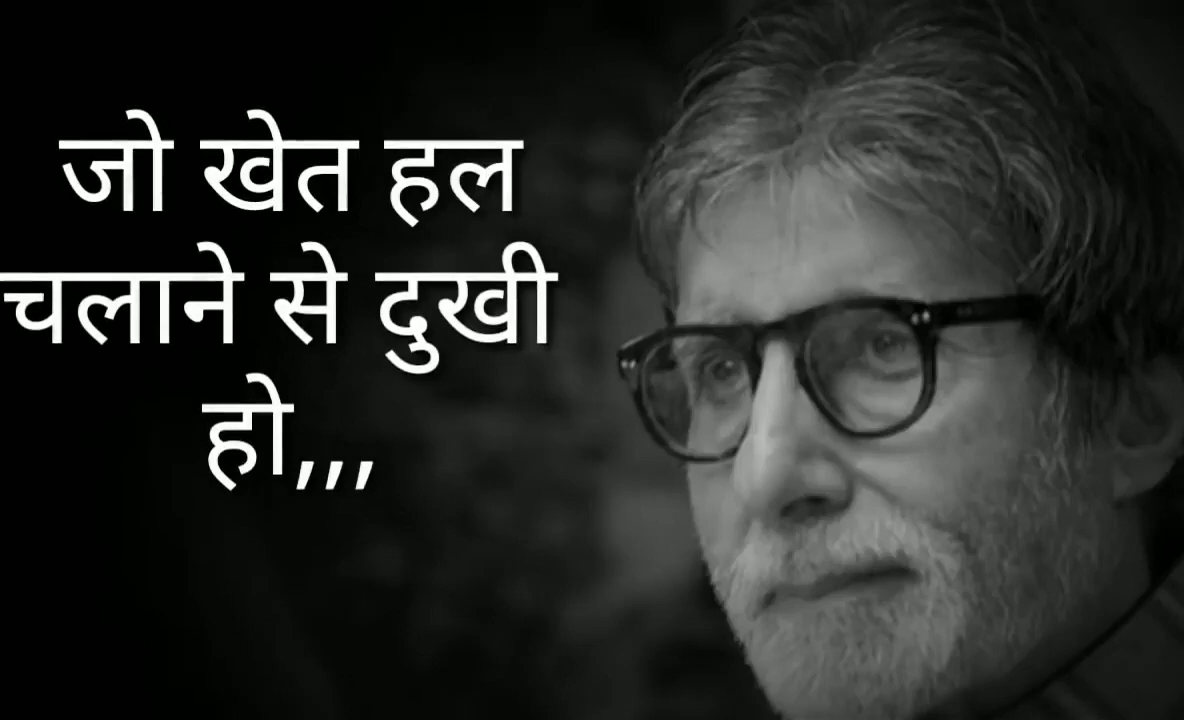 जो खेत हल
चलाने से दुखी
हो,,,